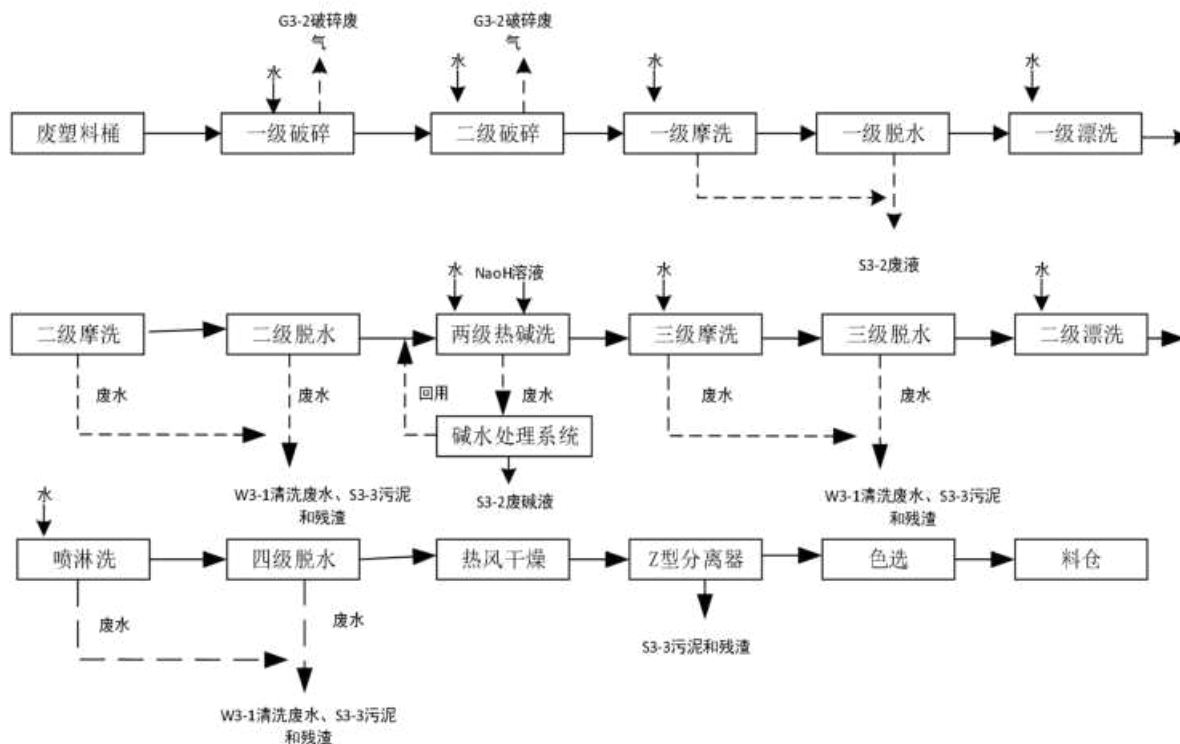 G3-2破碎废
气
G3-2破碎废
气
水
水
水
水
废塑料桶
一级破碎
二级破碎
一级摩洗
一级脱水
一级漂洗
S3-2废液
水
NaoH溶液
水
水
二级摩洗
二级脱水
两级热碱洗
三级摩洗
三级脱水
二级漂洗
废水
废水
回用
废水
废水
废水
碱水处理系统
W3-1清洗废水、S3-3污泥
和残渣
S3-2废碱液
W3-1清洗废水、S3-3污泥
和残渣
水
喷淋洗
四级脱水
热风干燥
Z型分离器
色选
料仓
废水
废水
S3-3污泥和残渣
W3-1清洗废水、S3-3污泥
和残渣